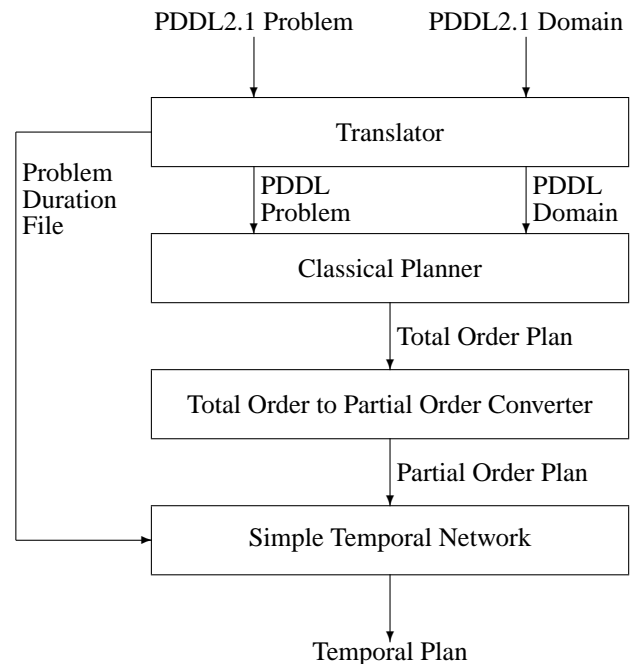 PDDL2.1 Problem
PDDL2.1 Domain
Translator
Problem
Duration
File
PDDL
Problem
PDDL
Domain
Classical Planner
Total Order Plan
Total Order to Partial Order Converter
Partial Order Plan
Simple Temporal Network
Temporal Plan